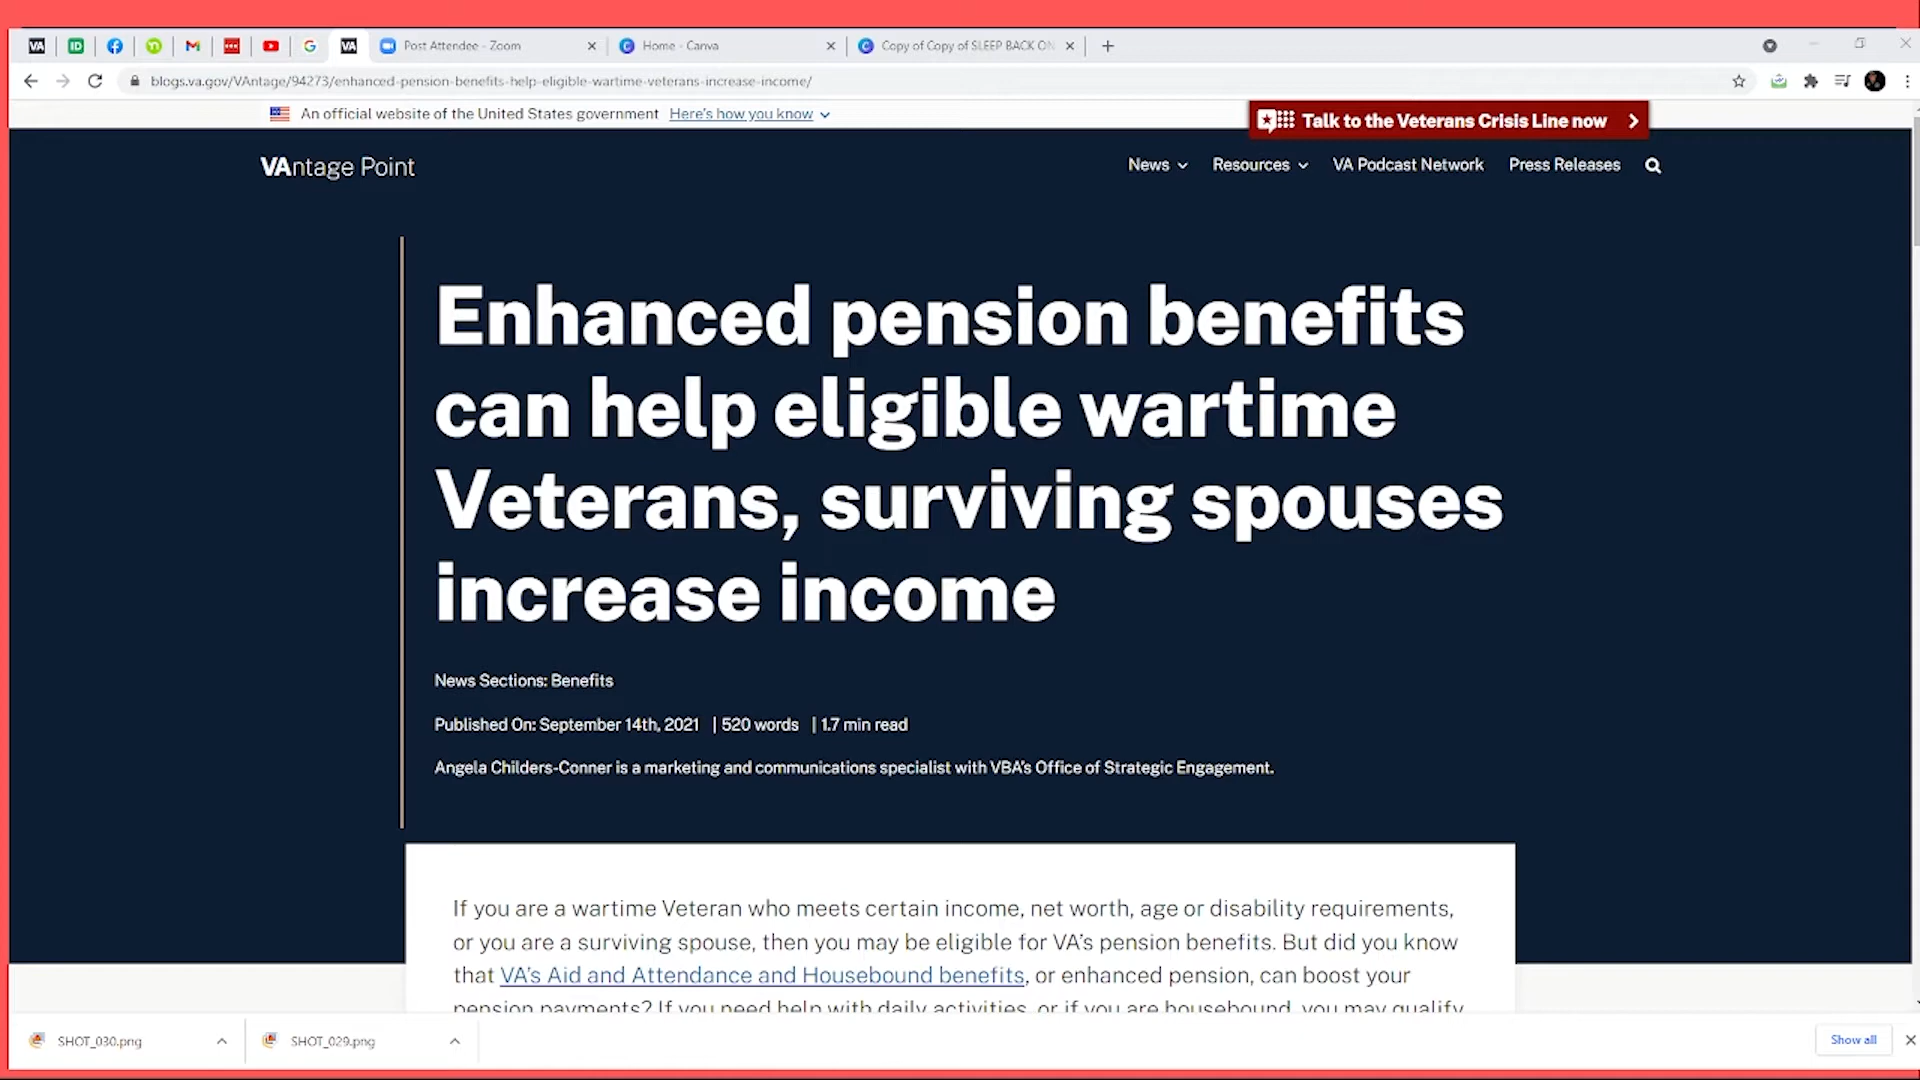 VA
ID
VA
Post Attendee - Zoom
Home - Canva
Copy of Copy of SLEEP BACK ON
blogs.va.gov/VAntage/94273/enhanced-pension-benefits-help-eligible-wartime-veterans-increase-income/
An official website of the United States government Here's how you know
Talk to the Veterans Crisis Line now
VAntage Point
News
Resources
VA Podcast Network
Press Releases
Enhanced pension benefits
can help eligible wartime
Veterans, surviving spouses
increase income
News Sections: Benefits
Published On: September 14th, 2021 | 520 words | 1.7 min read
Angela Childers-Conner is a marketing and communications specialist with VBA's Office of Strategic Engagement.
If you are a wartime Veteran who meets certain income, net worth, age or disability requirements,
or you are a surviving spouse, then you may be eligible for VA's pension benefits. But did you know
that VA's Aid and Attendance and Housebound benefits, or enhanced pension, can boost your
pension payments? If you need help with daily activities, or if you are housebound, you may qualify
SHOT_030.png
SHOT_029.png
Show all